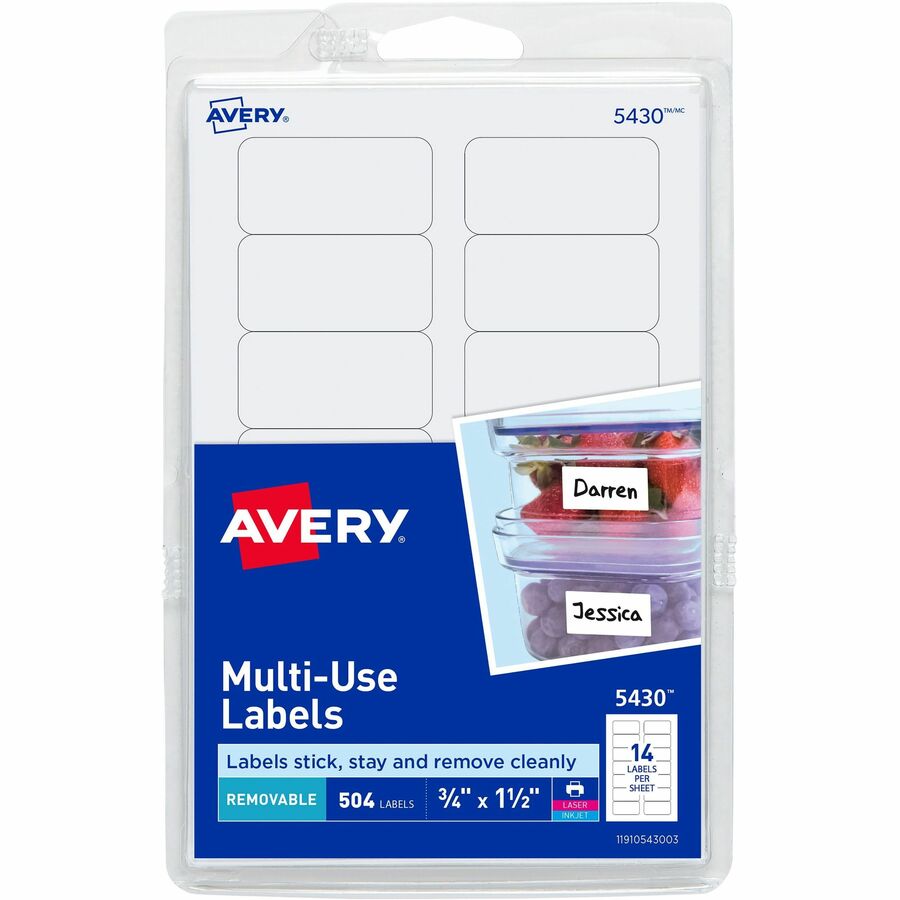 AVERY®
5430™/MC
Darren
Jessica
AVERY®
Multi-Use
Labels
Labels stick, stay and remove cleanly
REMOVABLE
504 LABELS
¾" x 1½"
LASER
INKJET
5430™
14
LABELS
PER
SHEET
11910543003